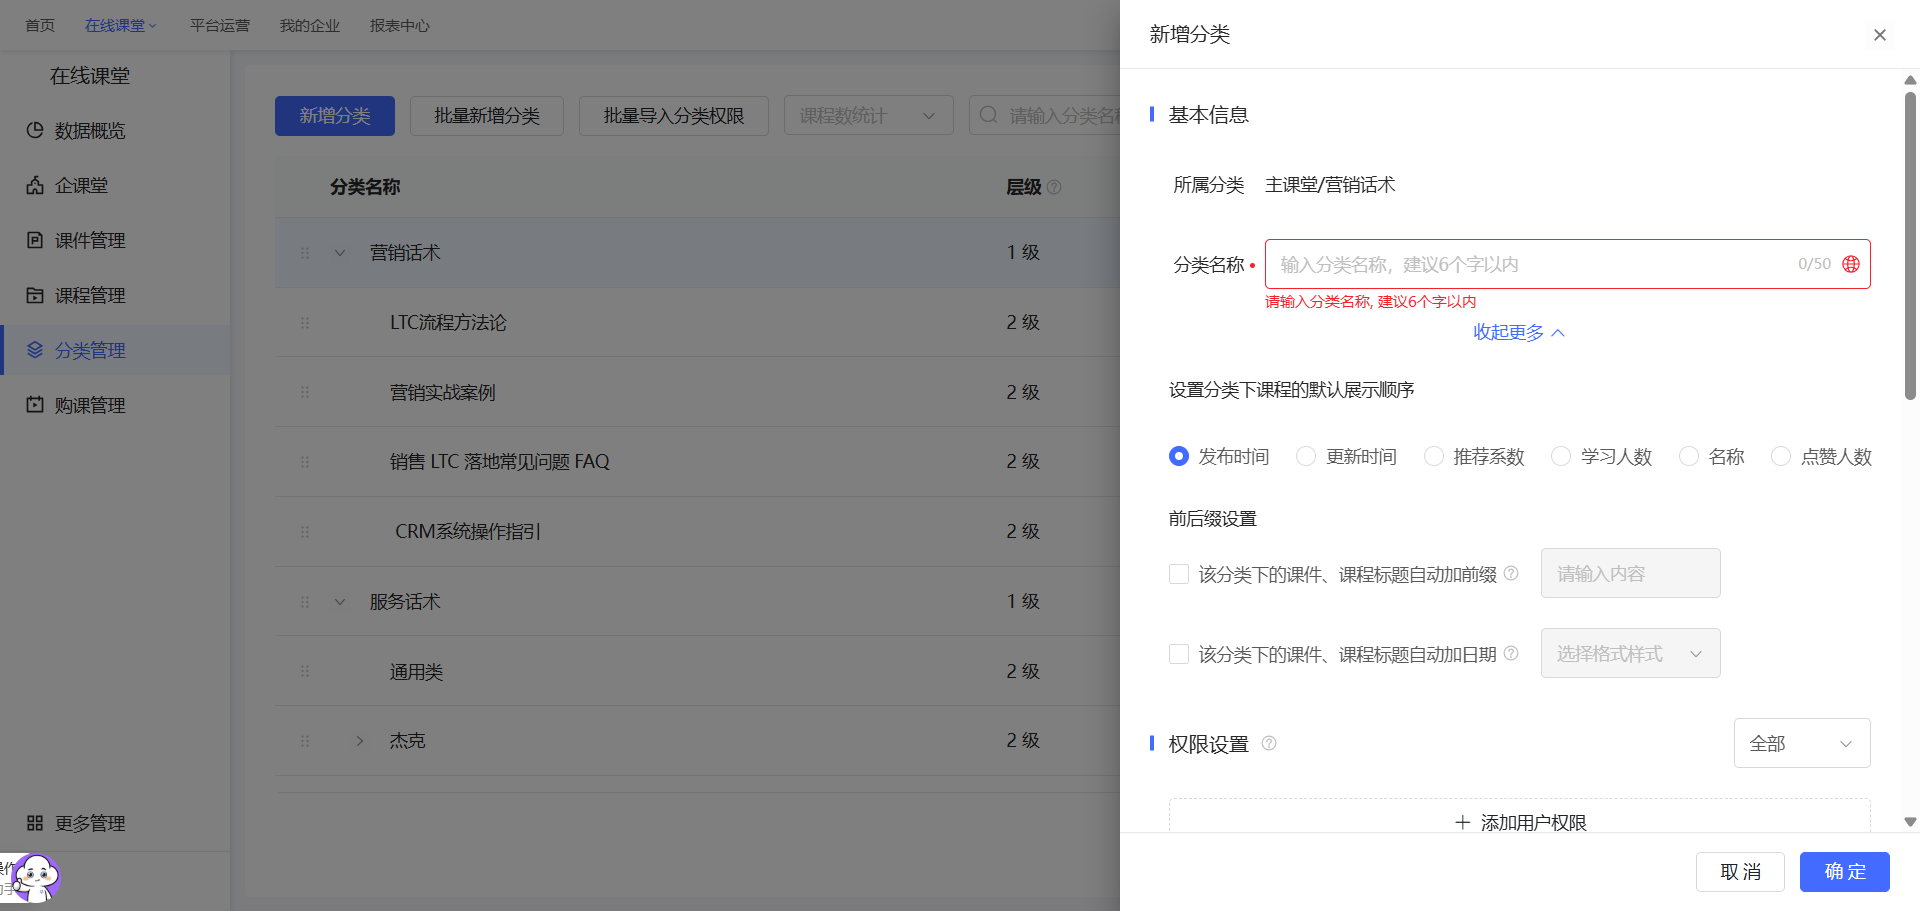 首页 在线课堂 平台运营 我的企业 报表中心
在线课堂
数据概览
企课堂
课件管理
课程管理
分类管理
购课管理
更多管理
新增分类 批量新增分类 批量导入分类权限 课程数统计 请输入分类名称
分类名称 层级
营销话术 1 级
LTC流程方法论 2 级
营销实战案例 2 级
销售 LTC 落地常见问题 FAQ 2 级
CRM系统操作指引 2 级
服务话术 1 级
通用类 2 级
杰克 2 级
新增分类
基本信息
所属分类 主课堂/营销话术
分类名称 输入分类名称，建议6个字以内 0/50
请输入分类名称, 建议6个字以内
收起更多
设置分类下课程的默认展示顺序
发布时间 更新时间 推荐系数 学习人数 名称 点赞人数
前后缀设置
该分类下的课件、课程标题自动加前缀 请输入内容
该分类下的课件、课程标题自动加日期 选择格式样式
权限设置 全部
添加用户权限
取 消 确 定